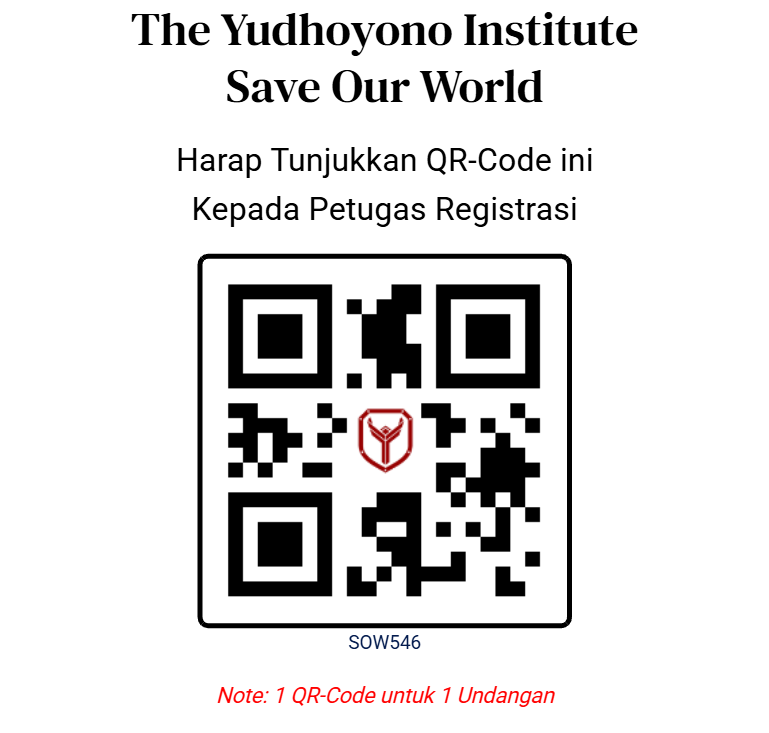 The Yudhoyono Institute
Save Our World
Harap Tunjukkan QR-Code ini
Kepada Petugas Registrasi
SOW546
Note: 1 QR-Code untuk 1 Undangan